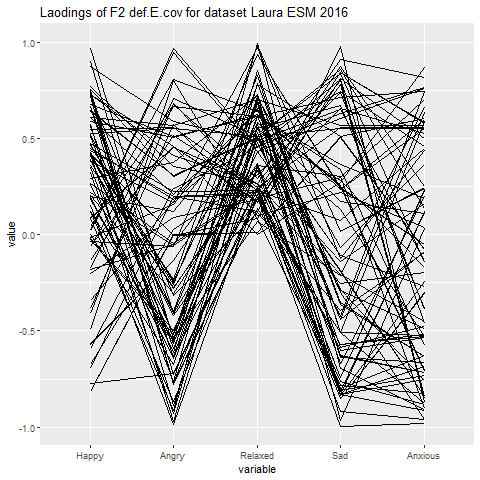 Laodings of F2 def.E.cov for dataset Laura ESM 2016
1.0
0.5
0.0
-0.5
-1.0
value
Happy Angry Relaxed Sad Anxious
variable